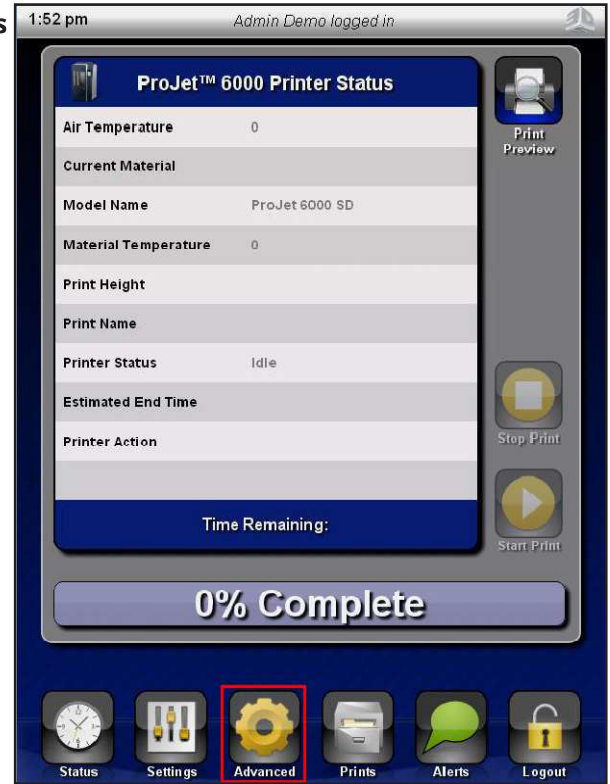 s
1:52 pm Admin Demo logged in
ProJet™ 6000 Printer Status
Air Temperature 0
Current Material
Model Name ProJet 6000 SD
Material Temperature 0
Print Height
Print Name
Printer Status Idle
Estimated End Time
Printer Action
Time Remaining:
Print
Preview
Stop Print
Start Print
0% Complete
Status Settings Advanced Prints Alerts Logout